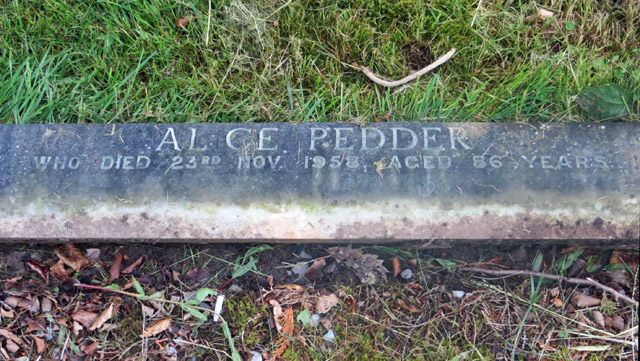 AL CE PEDDER
WHO DIED 23RD NOV. 1958. AGED 86 YEARS.